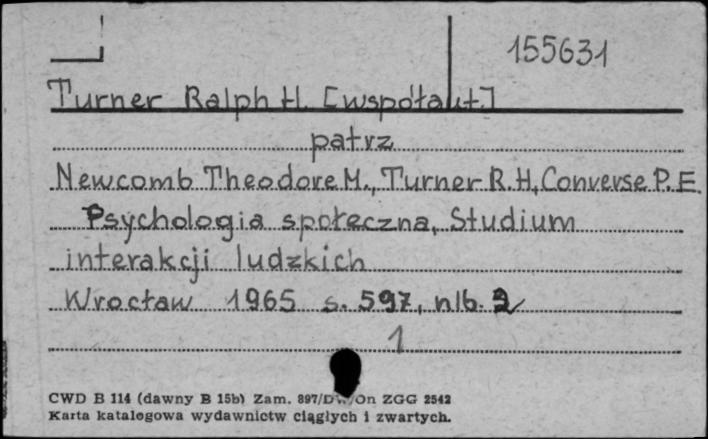 155631
Turner Ralph H. [współaut.]
patrz
Newcomb Theodore M., Turner R.H, Converse P.E.
Psychologia społeczna, Studium
interakcji ludzkich
Wrocław 1965 s. 597, nlb.
1
CWD B 114 (dawny B 15b) Zam. 897/ On ZGG 2542
Karta katalogowa wydawnictw ciągłych i zwartych.